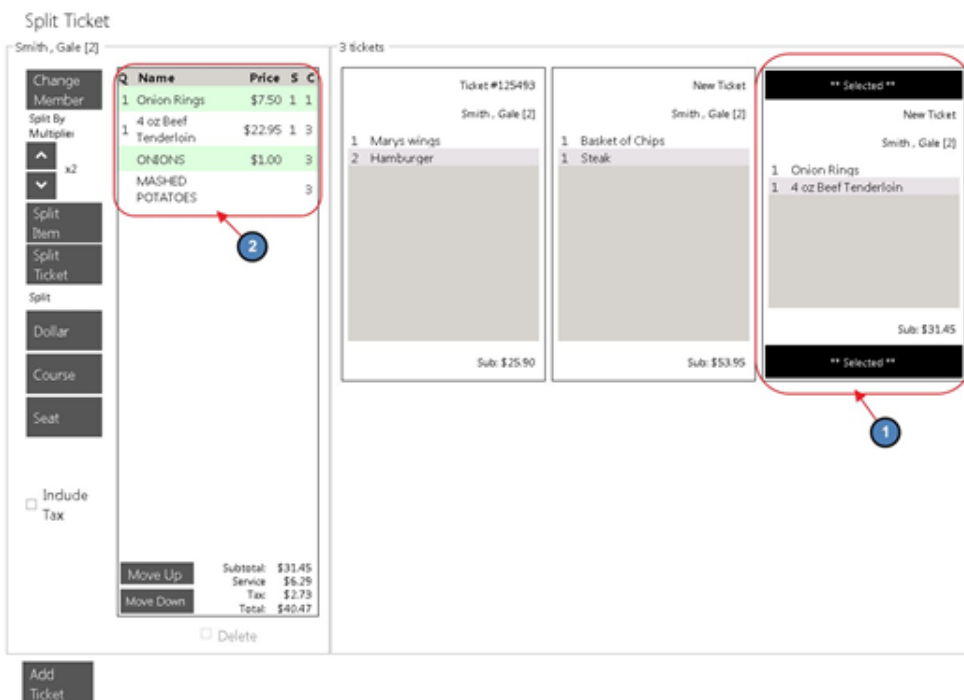 Split Ticket
Smith , Gale [2]
3 tickets
Change
Member
Split By
Multiplier
x2
Split
Item
Split
Ticket
Split
Dollar
Course
Seat
Include
Tax
Q Name Price S C
1 Onion Rings $7.50 1 1
1 4 oz Beef
Tenderloin $22.95 1 3
ONIONS $1.00 3
MASHED
POTATOES 3
2
Move Up
Move Down
Subtotal: $31.45
Service $6.29
Tax: $2.73
Total: $40.47
Delete
Ticket #125493
Smith , Gale [2]
1 Marys wings
2 Hamburger
Sub: $25.90
New Ticket
Smith , Gale [2]
1 Basket of Chips
1 Steak
Sub: $53.95
** Selected **
New Ticket
Smith , Gale [2]
1 Onion Rings
1 4 oz Beef Tenderloin
Sub: $31.45
** Selected **
1
Add
Ticket